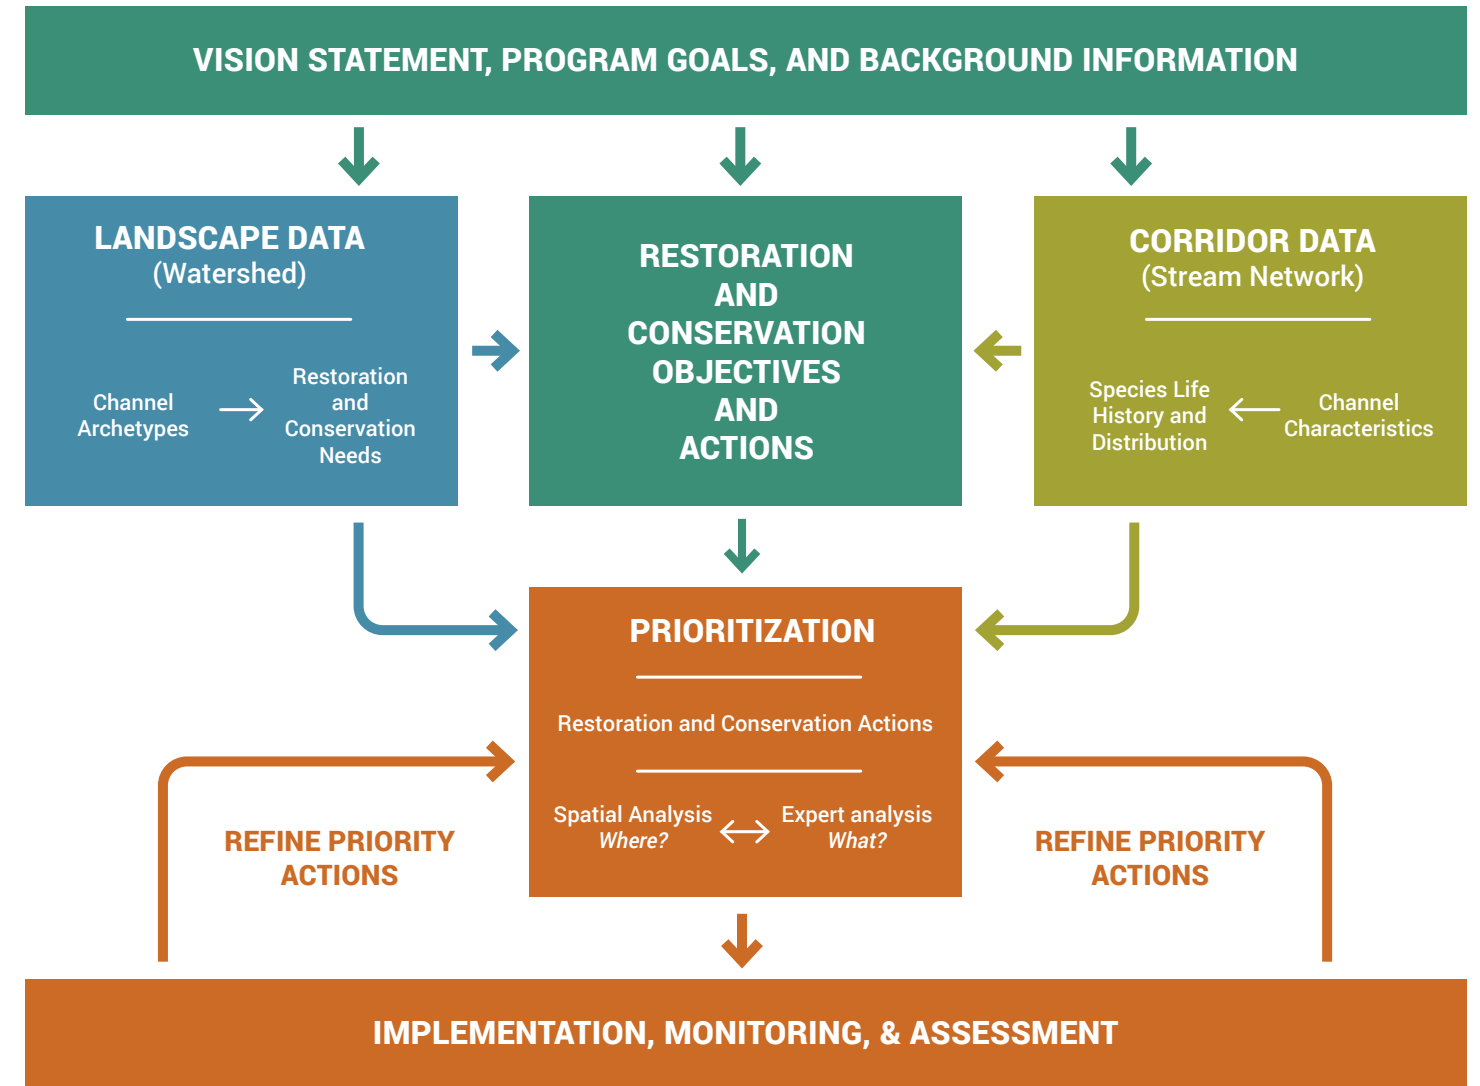 VISION STATEMENT, PROGRAM GOALS, AND BACKGROUND INFORMATION
LANDSCAPE DATA
(Watershed)
Channel
Archetypes
Restoration
and
Conservation
Needs
RESTORATION
AND
CONSERVATION
OBJECTIVES
AND
ACTIONS
CORRIDOR DATA
(Stream Network)
Species Life
History and
Distribution
Channel
Characteristics
PRIORITIZATION
Restoration and Conservation Actions
Spatial Analysis
Where?
Expert analysis
What?
REFINE PRIORITY
ACTIONS
REFINE PRIORITY
ACTIONS
IMPLEMENTATION, MONITORING, & ASSESSMENT